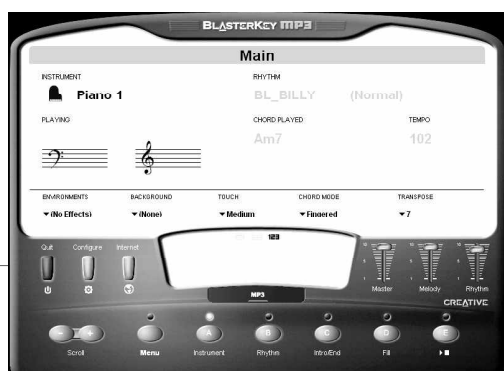 BLASTERKEY MP3
Main
INSTRUMENT RHYTHM
Piano 1 BL_BILLY (Normal)
PLAYING CHORD PLAYED TEMPO
Am7 102
ENVIRONMENTS BACKGROUND TOUCH CHORD MODE TRANSPOSE
(No Effects) (None) Medium Fingered 7
123
Quit Configure Internet
Master Melody Rhythm
MP3
CREATIVE
A B C D E
Scroll Menu Instrument Rhythm Intro/End Fill